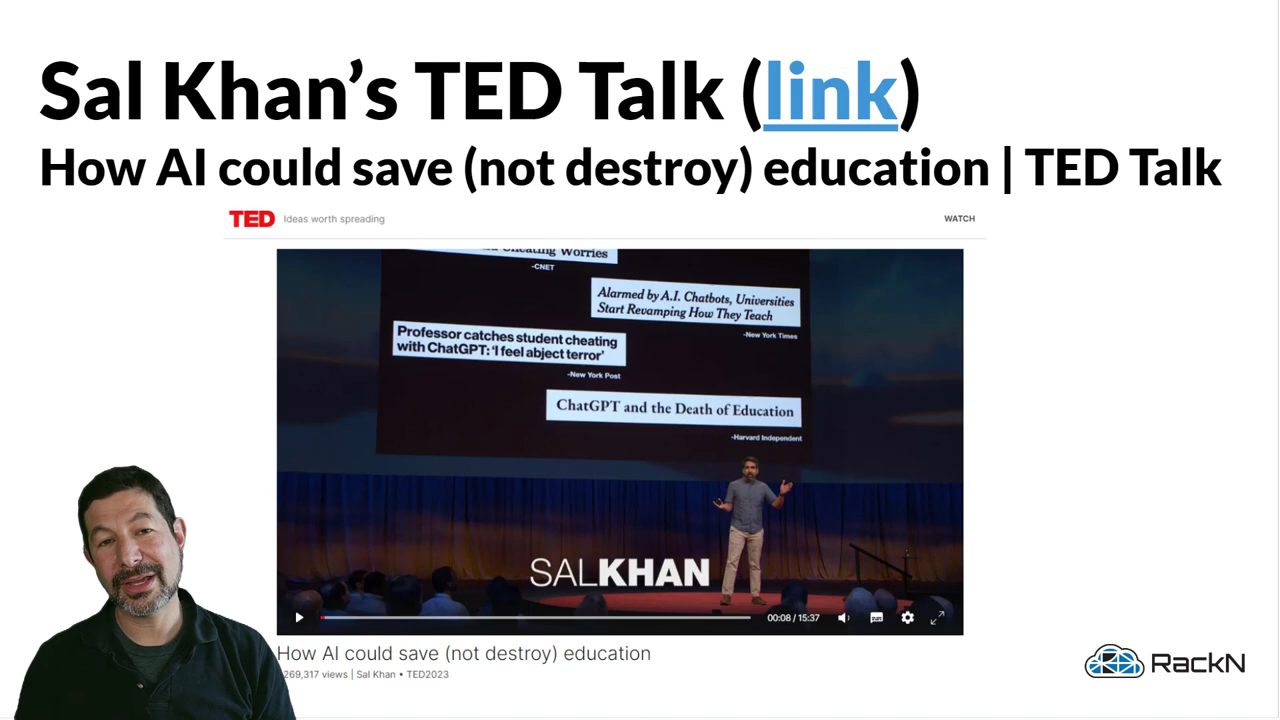 Sal Khan’s TED Talk (link)
How AI could save (not destroy) education | TED Talk
TED Ideas worth spreading WATCH
Cheating Worries
-CNET
Alarmed by A.I. Chatbots, Universities
Start Revamping How They Teach
-New York Times
Professor catches student cheating
with ChatGPT: ‘I feel abject terror’
-New York Post
ChatGPT and the Death of Education
-Harvard Independent
SALKHAN
00:08 / 15:37
How AI could save (not destroy) education
269,317 views | Sal Khan • TED2023
RackN